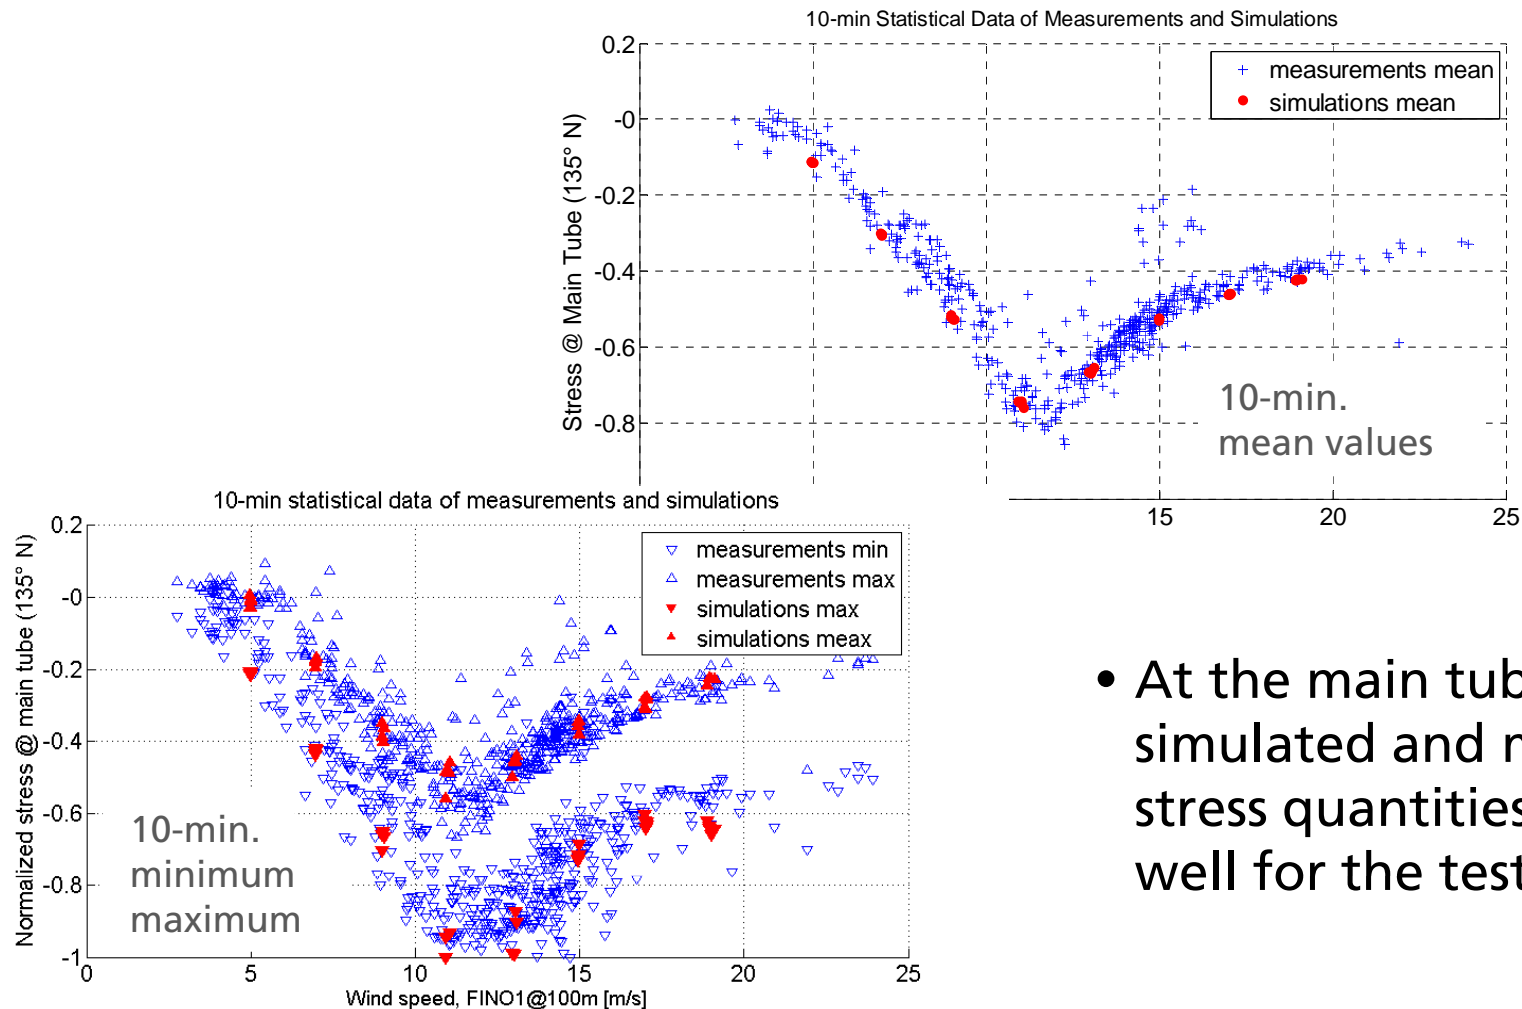 10-min Statistical Data of Measurements and Simulations
0.2
-0
-0.2
-0.4
-0.6
-0.8
Stress @ Main Tube (135° N)
measurements mean
simulations mean
10-min.
mean values
15
20
25
10-min statistical data of measurements and simulations
0.2
-0
-0.2
-0.4
-0.6
-0.8
-1
Normalized stress @ main tube (135° N)
measurements min
measurements max
simulations max
simulations meax
10-min.
minimum
maximum
0
5
10
15
20
25
Wind speed, FINO1@100m [m/s]
• At the main tub
simulated and
stress quantities
well for the test